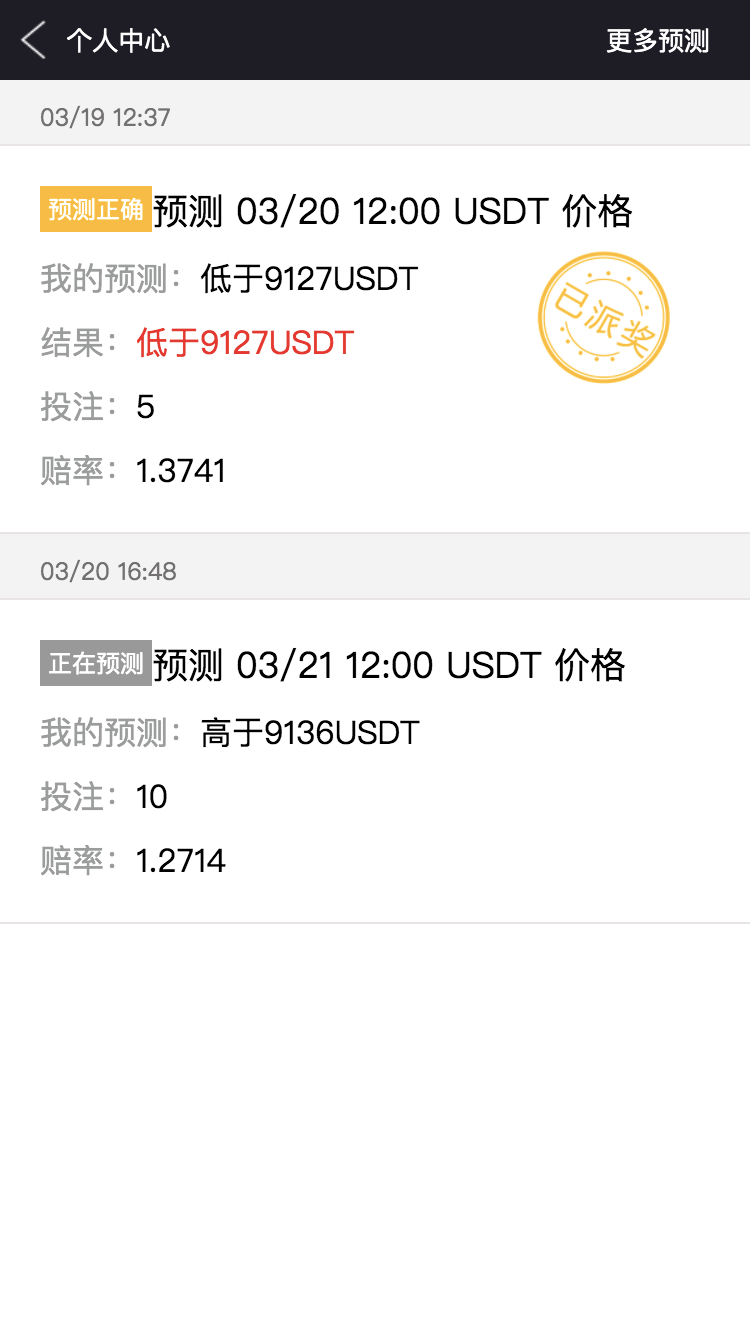 个人中心
更多预测
03/19 12:37
预测正确 预测 03/20 12:00 USDT 价格
我的预测：低于9127USDT
已派奖
结果：低于9127USDT
投注：5
赔率：1.3741
03/20 16:48
正在预测 预测 03/21 12:00 USDT 价格
我的预测：高于9136USDT
投注：10
赔率：1.2714